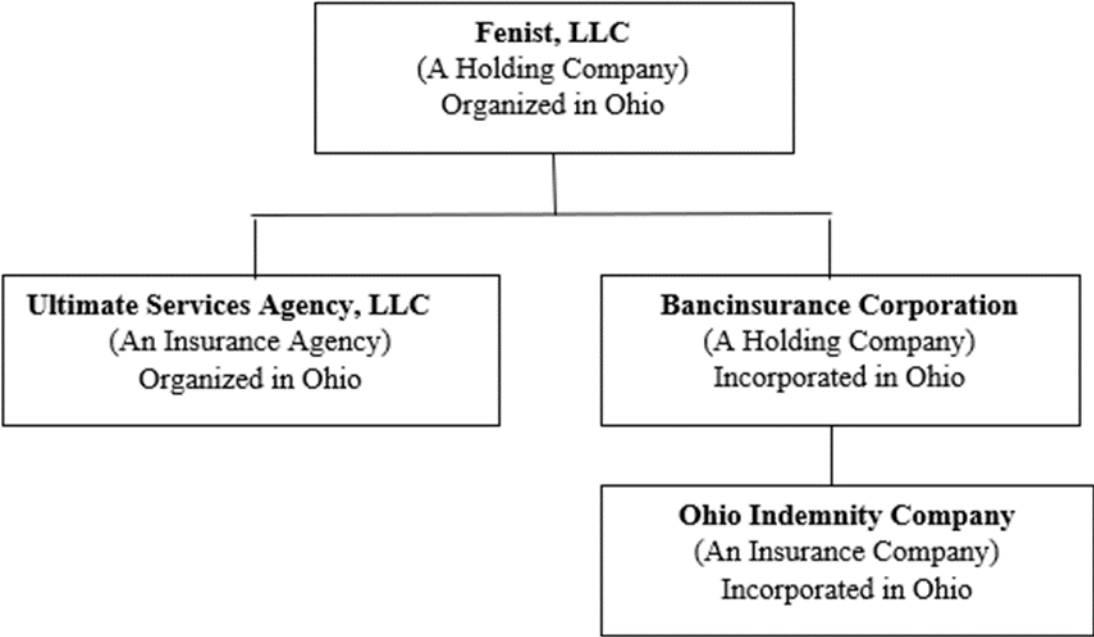 Fenist, LLC
(A Holding Company)
Organized in Ohio
Ultimate Services Agency, LLC
(An Insurance Agency)
Organized in Ohio
Bancinsurance Corporation
(A Holding Company)
Incorporated in Ohio
Ohio Indemnity Company
(An Insurance Company)
Incorporated in Ohio